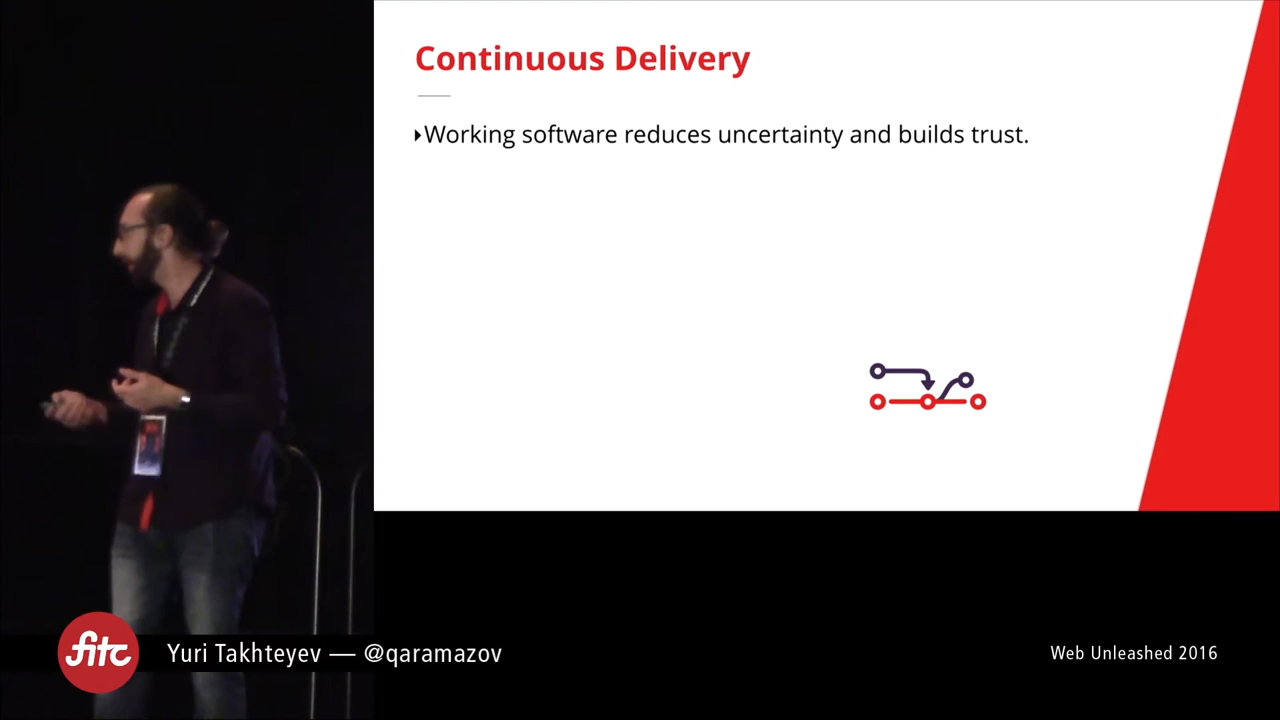 Continuous Delivery
Working software reduces uncertainty and builds trust.
fitc
Yuri Takhteyev — @qaramazov
Web Unleashed 2016